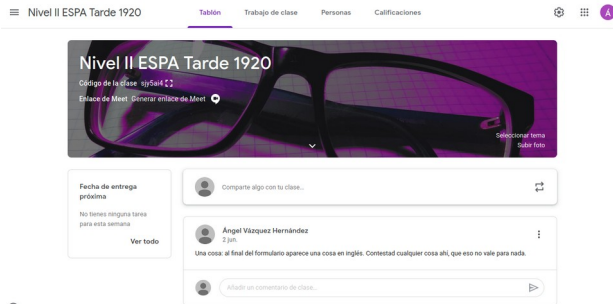 Nivel II ESPA Tarde 1920
Tablón
Trabajo de clase
Personas
Calificaciones
Á
Nivel II ESPA Tarde 1920
Código de la clase sjy5ai4
Enlace de Meet Generar enlace de Meet
Seleccionar tema
Subir foto
Fecha de entrega
próxima
No tienes ninguna tarea
para esta semana
Ver todo
Comparte algo con tu clase...
Ángel Vázquez Hernández
2 jun.
Una cosa: al final del formulario aparece una cosa en inglés. Contestad cualquier cosa ahí, que eso no vale para nada.
Añadir un comentario de clase...